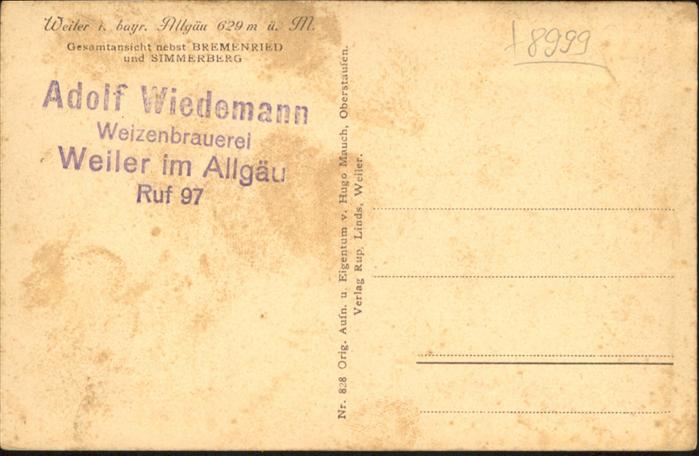 Weiler i. bayr. Allgäu 629 m ü. M.
Gesamtansicht nebst BREMENRIED
und SIMMERBERG
Adolf Wiedemann
Weizenbrauerei
Weiler im Allgäu
Ruf 97
Nr. 828 Orig. Aufn. u. Eigentum v. Hugo Mauch, Oberstaufen.
Verlag Rup. Linds, Weiler.
8999